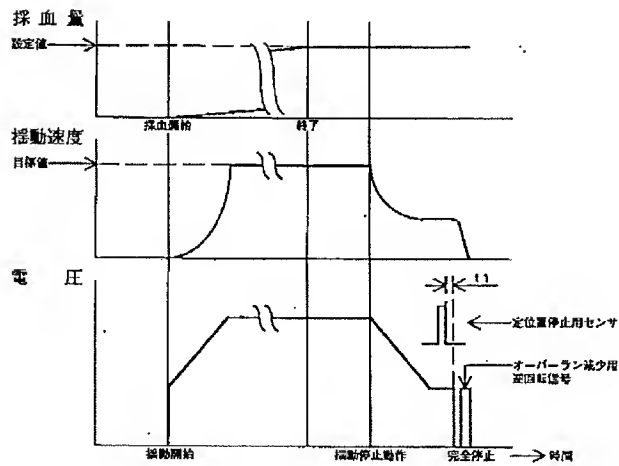 採血量
設定値
採血開始
終了
揺動速度
目標値
電圧
t1
定位置停止用センサ
オーバーラン減少用
逆回転信号
揺動開始
揺動停止動作
完全停止
時間